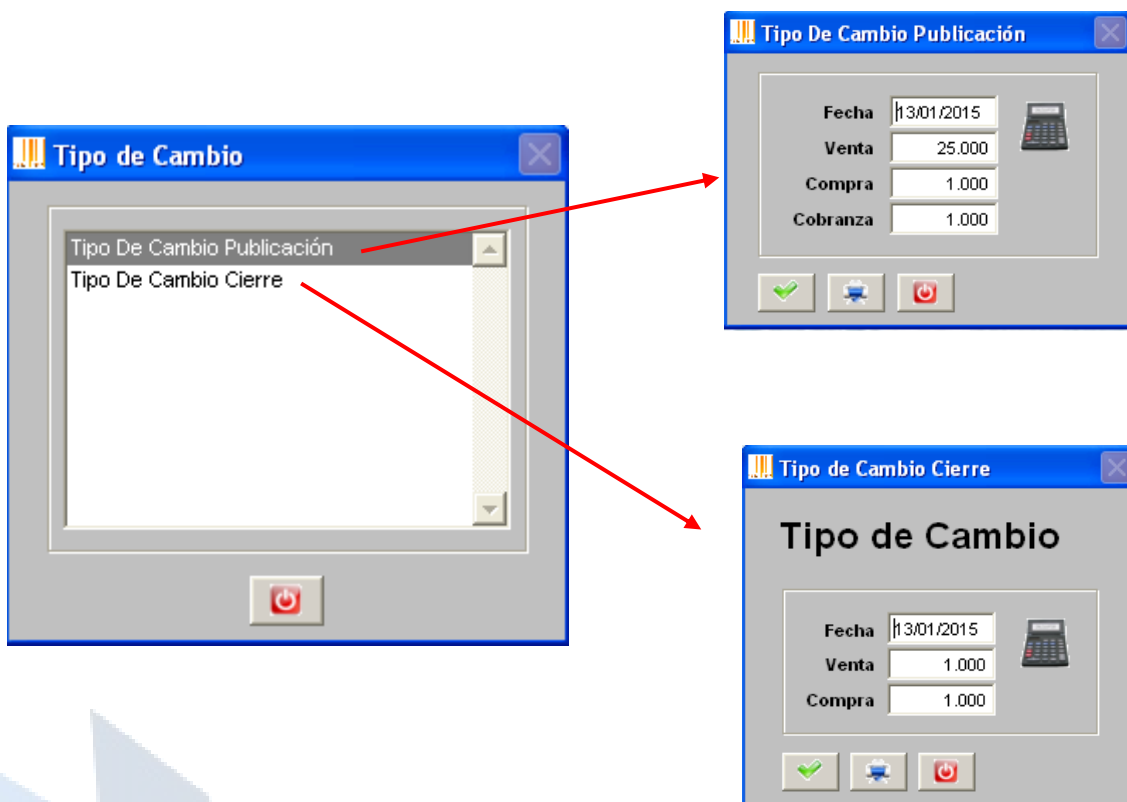 Tipo de Cambio
Tipo De Cambio Publicación
Tipo De Cambio Cierre
Tipo De Cambio Publicación
Fecha 13/01/2015
Venta 25.000
Compra 1.000
Cobranza 1.000
Tipo de Cambio Cierre
Tipo de Cambio
Fecha 13/01/2015
Venta 1.000
Compra 1.000